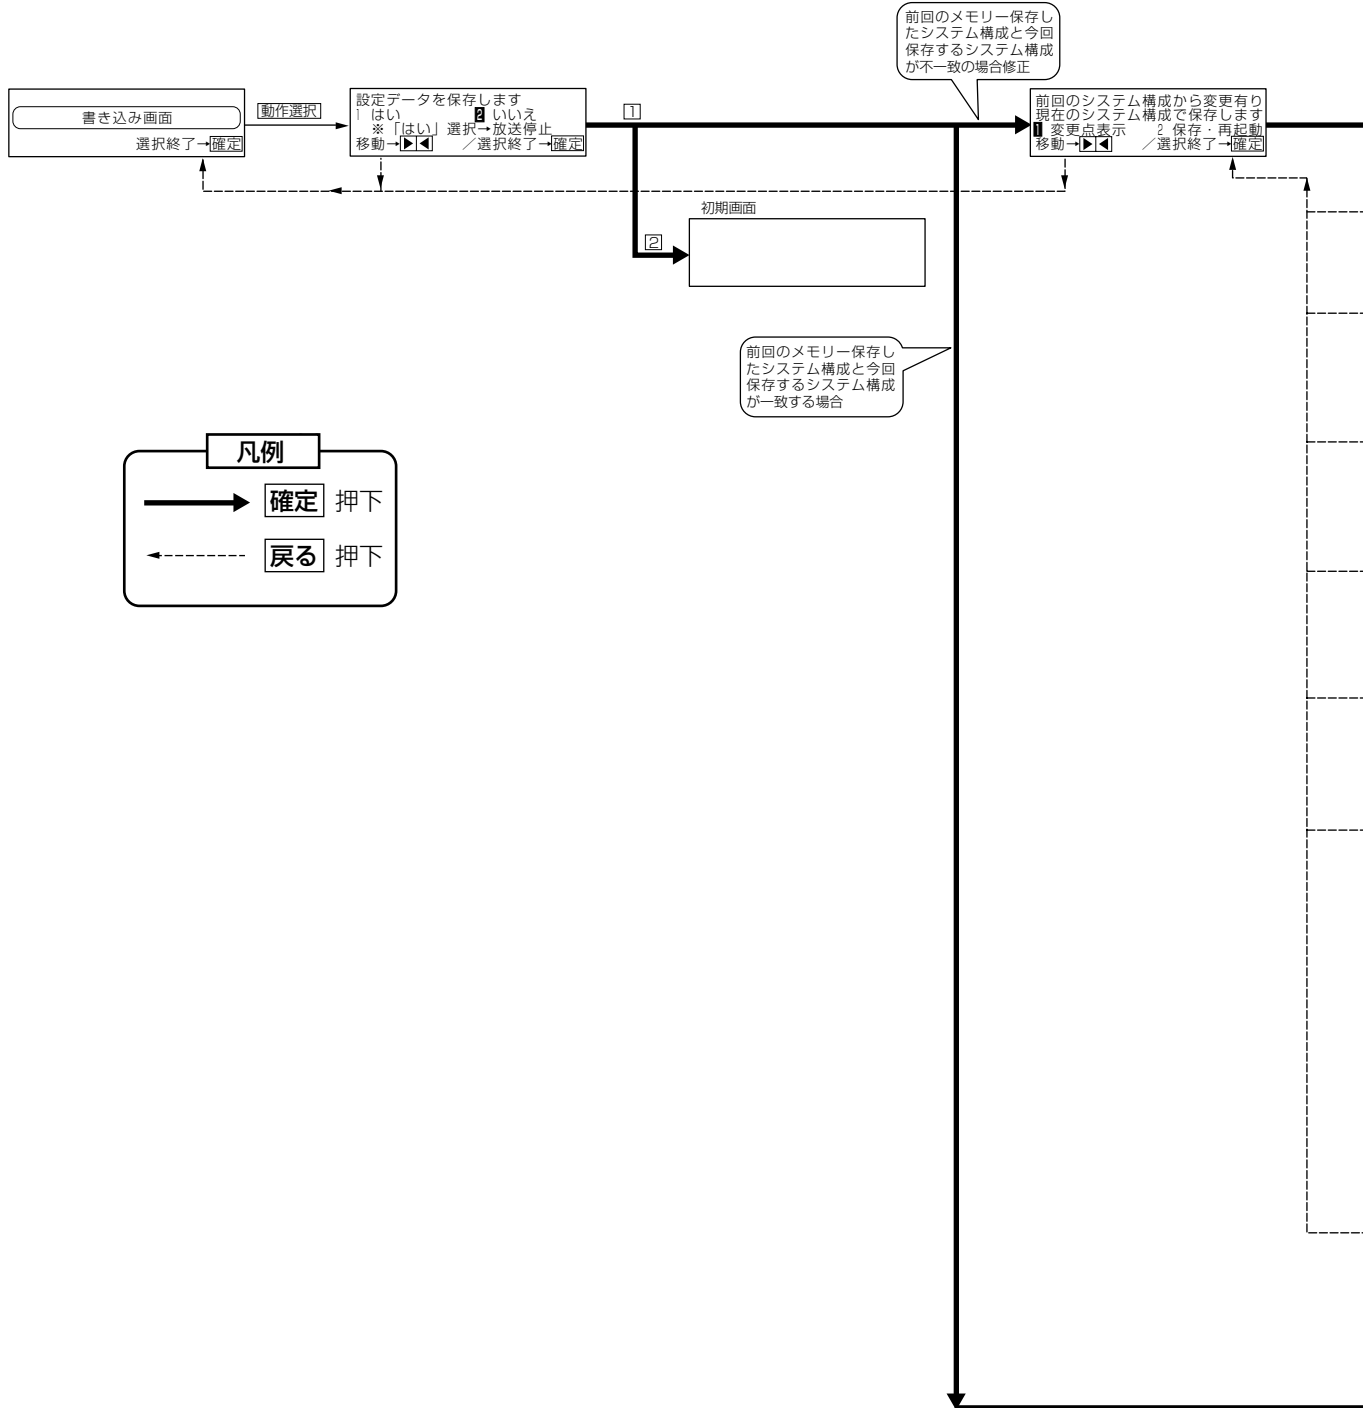 前回のメモリー保存し
たシステム構成と今回
保存するシステム構成
が不一致の場合修正
書き込み画面
選択終了→確定
動作選択
設定データを保存します
1 はい 2 いいえ
※「はい」選択→放送停止
移動→▶◀ ／選択終了→確定
1
前回のシステム構成から変更有り
現在のシステム構成で保存します
1 変更点表示 2 保存・再起動
移動→▶◀ ／選択終了→確定
初期画面
2
前回のメモリー保存し
たシステム構成と今回
保存するシステム構成
が一致する場合
凡例
確定 押下
戻る 押下